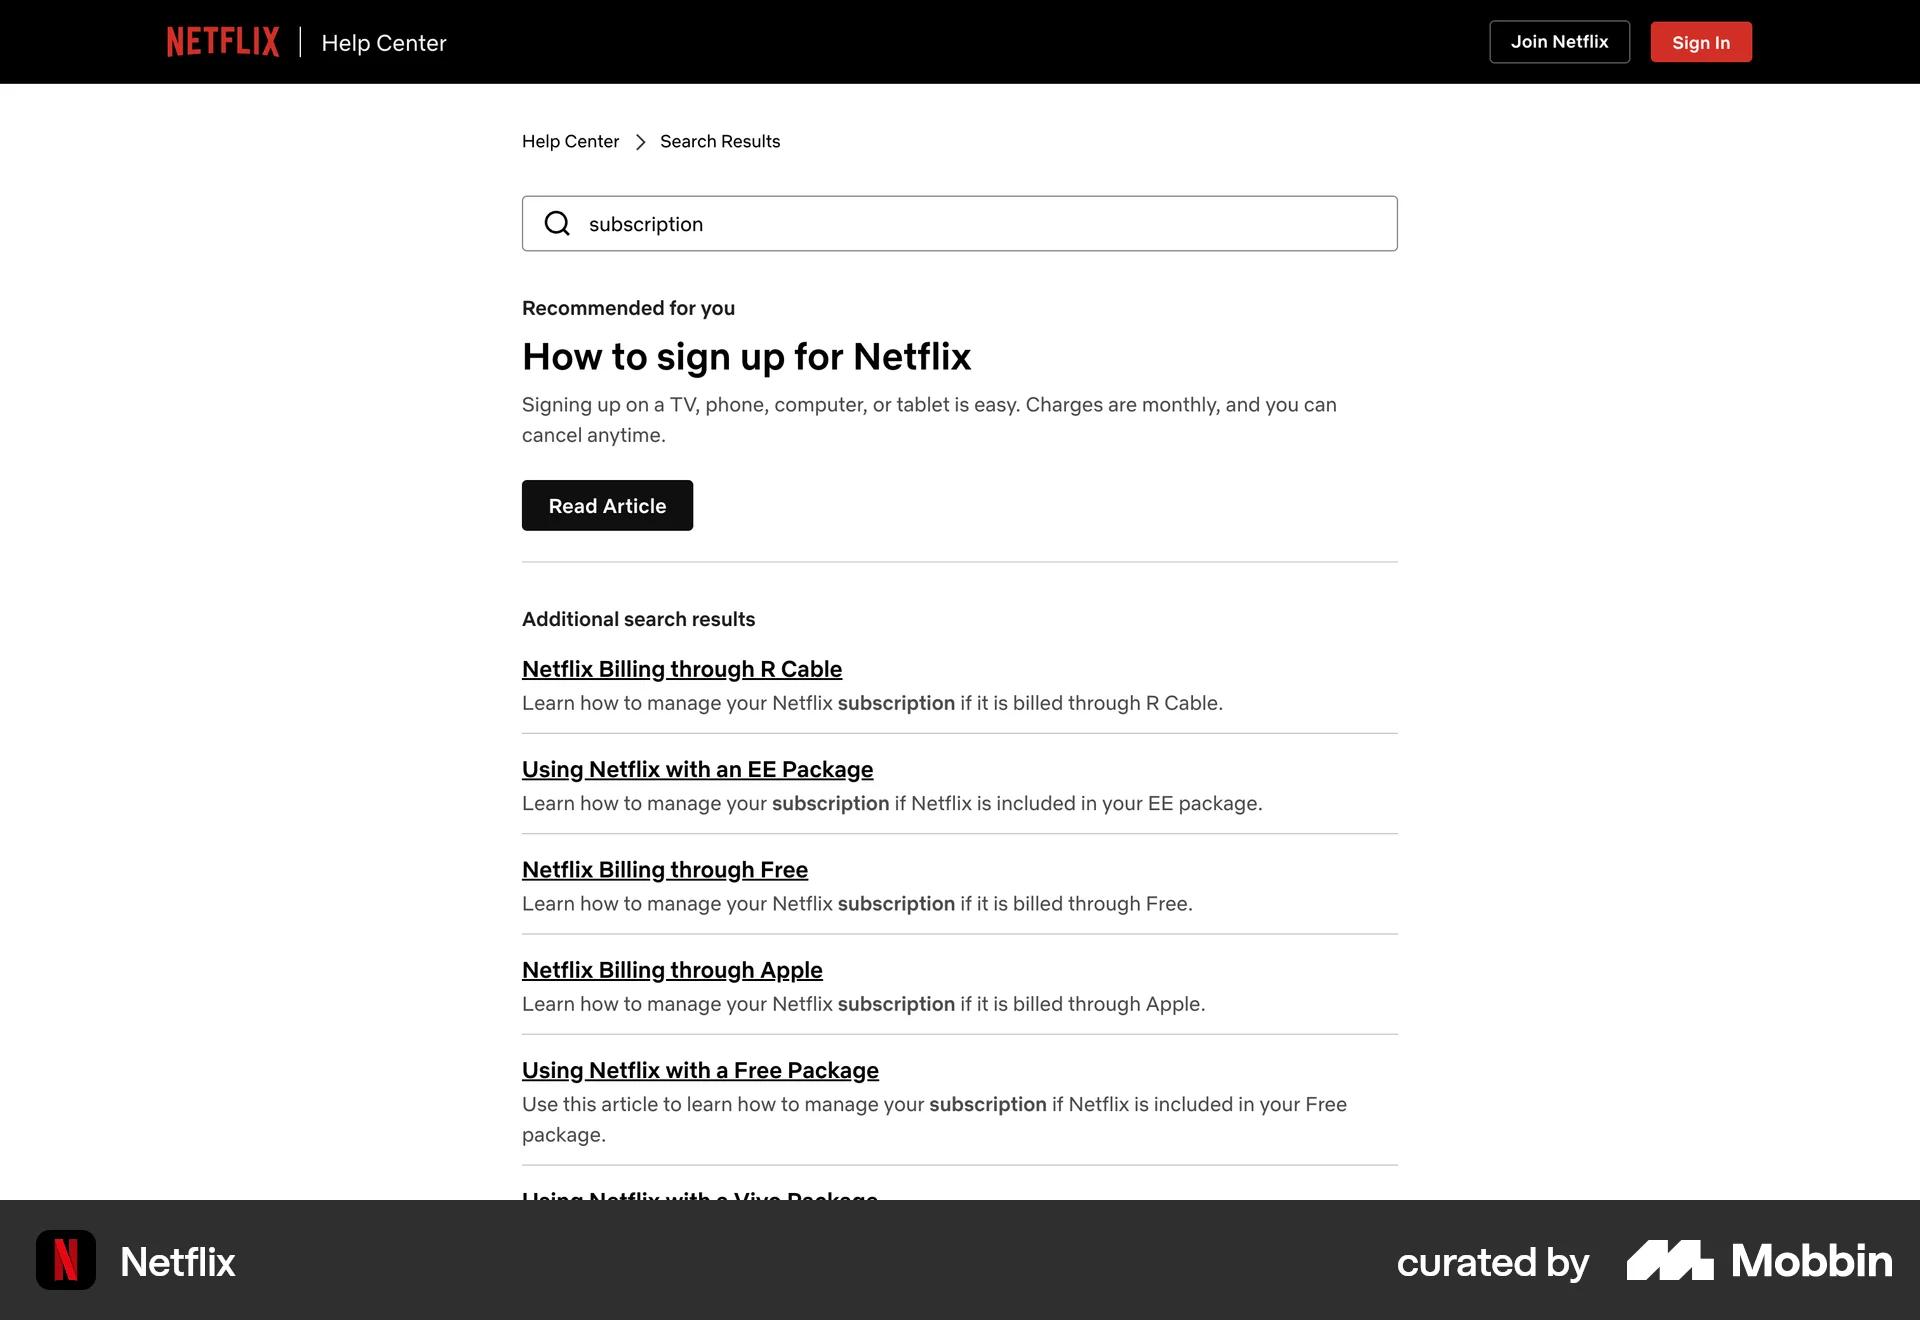 NETFLIX Help Center Join Netflix Sign In
Help Center Search Results
subscription
Recommended for you
How to sign up for Netflix
Signing up on a TV, phone, computer, or tablet is easy. Charges are monthly, and you can
cancel anytime.
Read Article
Additional search results
Netflix Billing through R Cable
Learn how to manage your Netflix subscription if it is billed through R Cable.
Using Netflix with an EE Package
Learn how to manage your subscription if Netflix is included in your EE package.
Netflix Billing through Free
Learn how to manage your Netflix subscription if it is billed through Free.
Netflix Billing through Apple
Learn how to manage your Netflix subscription if it is billed through Apple.
Using Netflix with a Free Package
Use this article to learn how to manage your subscription if Netflix is included in your Free
package.
Using Netflix with a Vivo Package
N Netflix curated by Mobbin